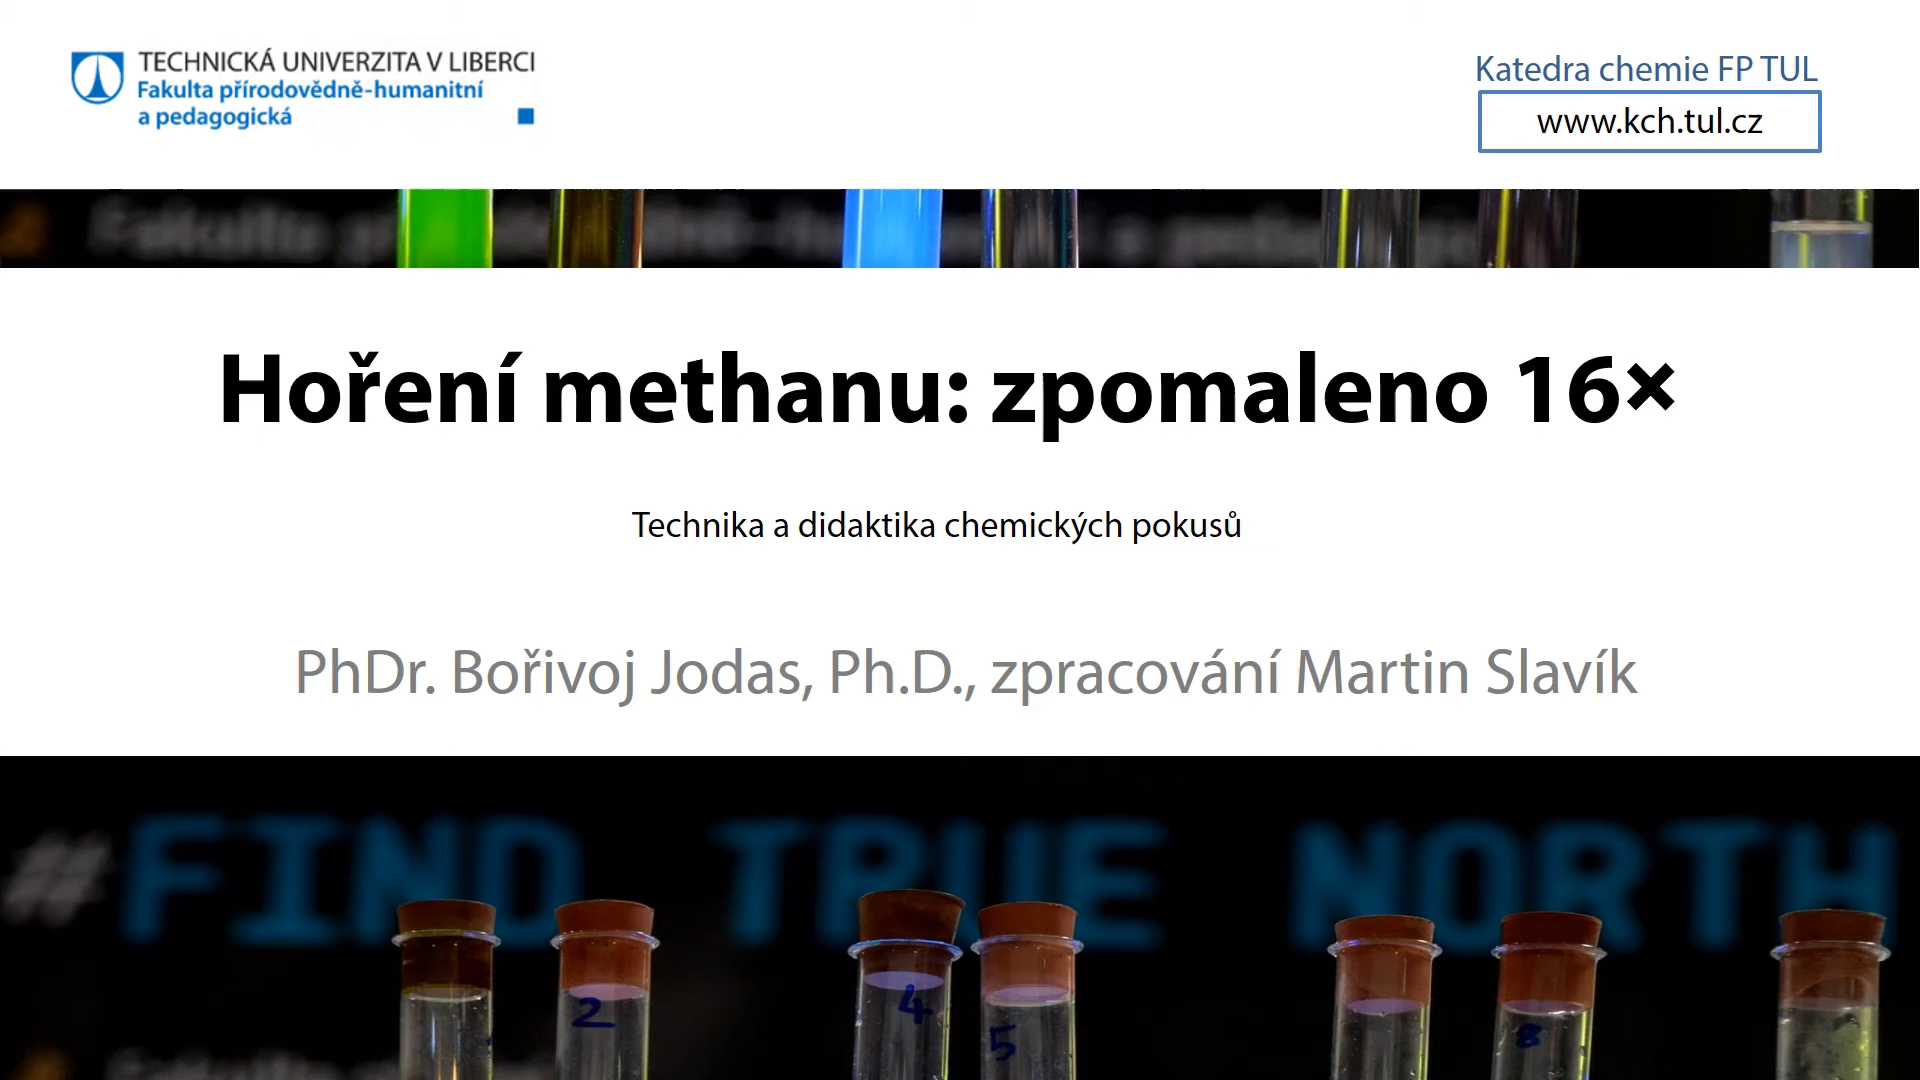 TECHNICKÁ UNIVERZITA V LIBERCI
Fakulta přírodovědně-humanitní
a pedagogická
Katedra chemie FP TUL
www.kch.tul.cz
Hoření methanu: zpomaleno 16×
Technika a didaktika chemických pokusů
PhDr. Bořivoj Jodas, Ph.D., zpracování Martin Slavík
#FIND TRUE NORTH
2
4
5
8